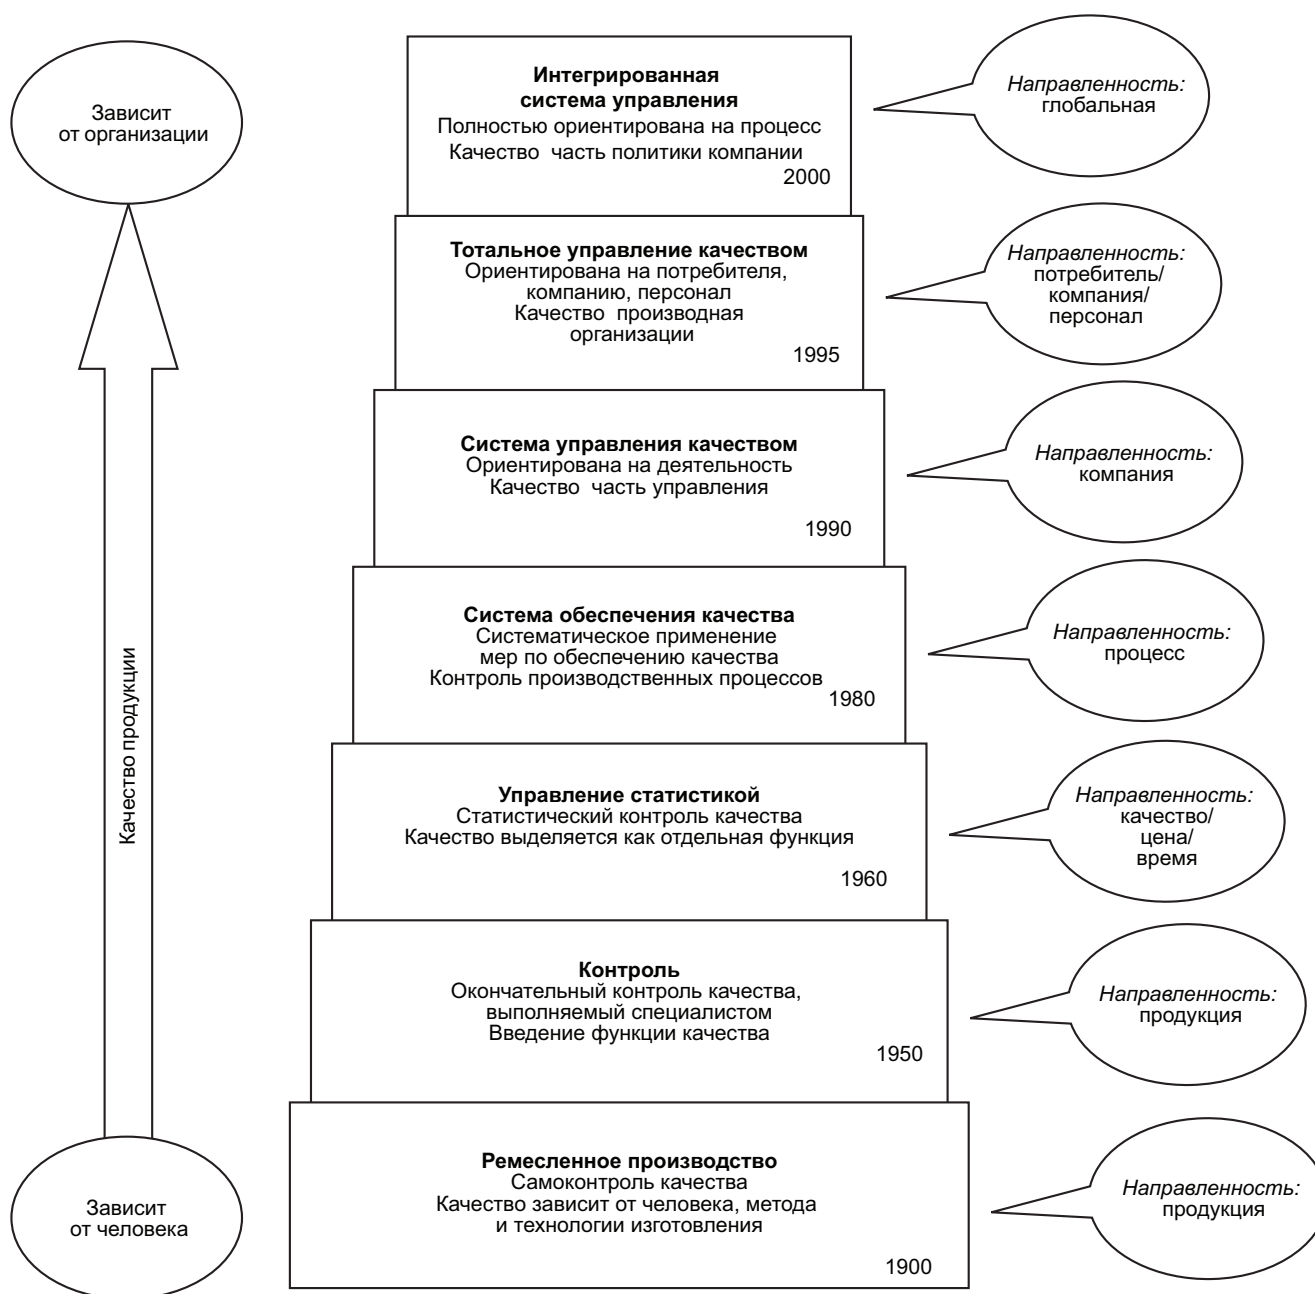 Зависит
от организации
Интегрированная
система управления
Полностью ориентирована на процесс
Качество часть политики компании
2000
Направленность:
глобальная
Тотальное управление качеством
Ориентирована на потребителя,
компанию, персонал
Качество производная
организации
1995
Направленность:
потребитель/
компания/
персонал
Система управления качеством
Ориентирована на деятельность
Качество часть управления
1990
Направленность:
компания
Система обеспечения качества
Систематическое применение
мер по обеспечению качества
Контроль производственных процессов
1980
Направленность:
процесс
Качество продукции
Управление статистикой
Статистический контроль качества
Качество выделяется как отдельная функция
1960
Направленность:
качество/
цена/
время
Контроль
Окончательный контроль качества,
выполняемый специалистом
Введение функции качества
1950
Направленность:
продукция
Ремесленное производство
Самоконтроль качества
Качество зависит от человека, метода
и технологии изготовления
1900
Направленность:
продукция
Зависит
от человека